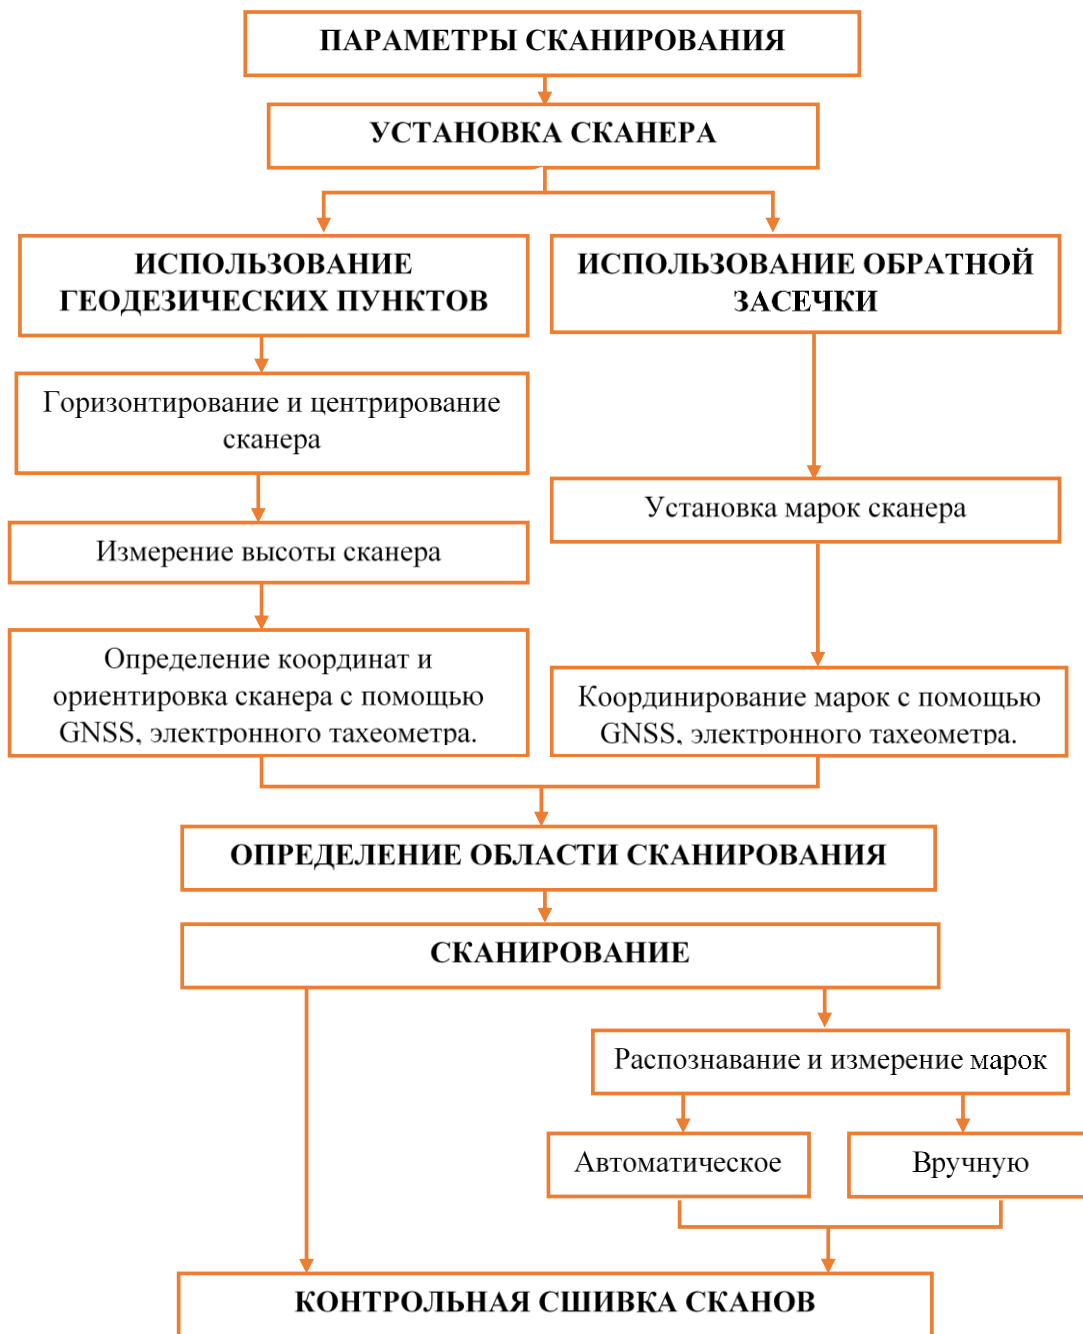 ПАРАМЕТРЫ СКАНИРОВАНИЯ
УСТАНОВКА СКАНЕРА
ИСПОЛЬЗОВАНИЕ
ГЕОДЕЗИЧЕСКИХ ПУНКТОВ
ИСПОЛЬЗОВАНИЕ ОБРАТНОЙ
ЗАСЕЧКИ
Горизонтирование и центрирование
сканера
Установка марок сканера
Измерение высоты сканера
Определение координат и
ориентировка сканера с помощью
GNSS, электронного тахеометра.
Координирование марок с помощью
GNSS, электронного тахеометра.
ОПРЕДЕЛЕНИЕ ОБЛАСТИ СКАНИРОВАНИЯ
СКАНИРОВАНИЕ
Распознавание и измерение марок
Автоматическое
Вручную
КОНТРОЛЬНАЯ СШИВКА СКАНОВ